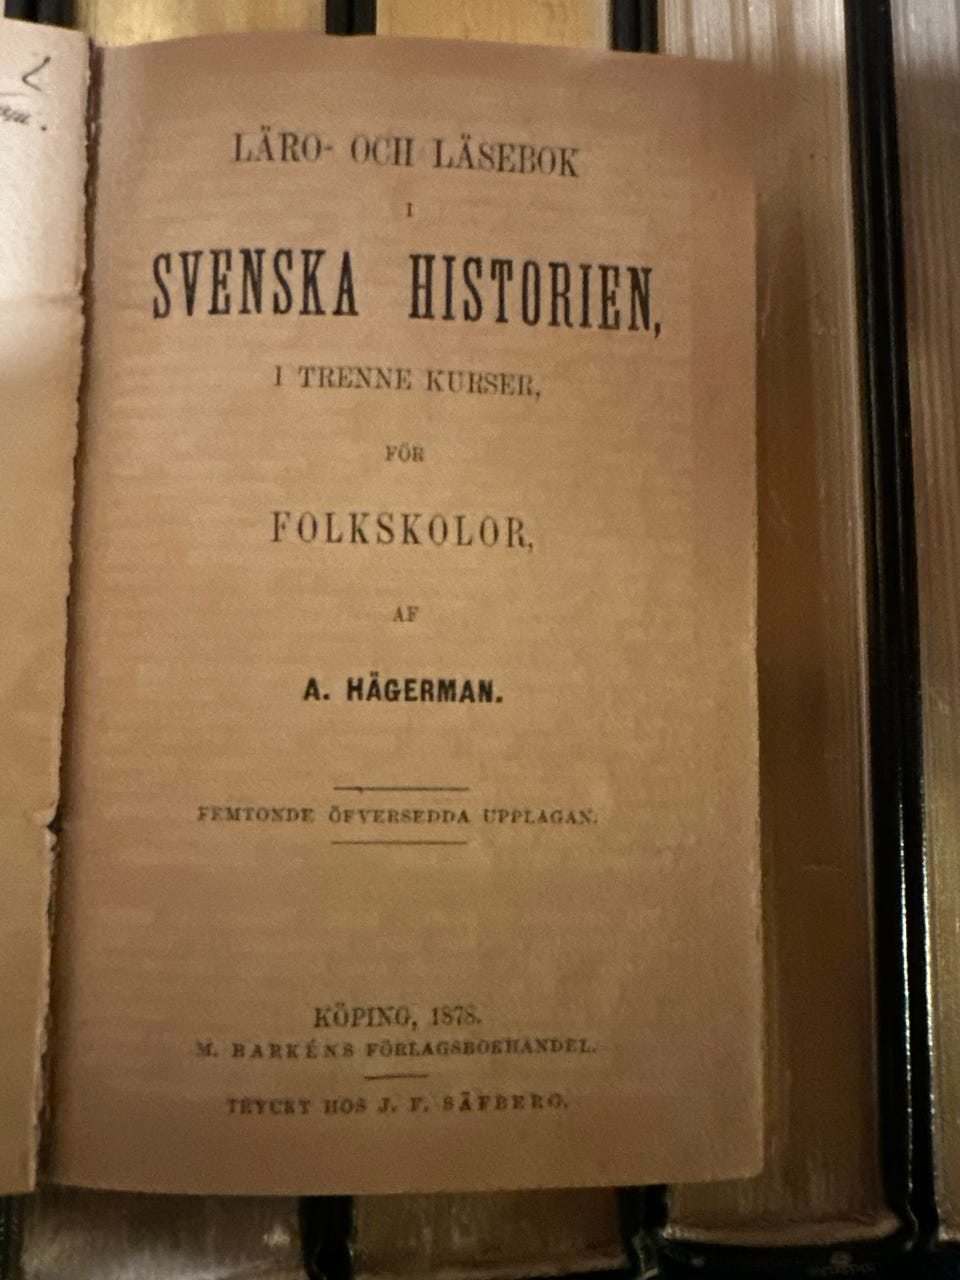 LÄRO- OCH LÄSEBOK
I
SVENSKA HISTORIEN,
I TRENNE KURSER,
FÖR
FOLKSKOLOR,
AF
A. HÄGERMAN.
FEMTONDE ÖFVERSEDDA UPPLAGAN.
KÖPING, 1878.
M. BARKÉNS FÖRLAGSBOKHANDEL.
TRYCKT HOS J. F. SÄFBERG.